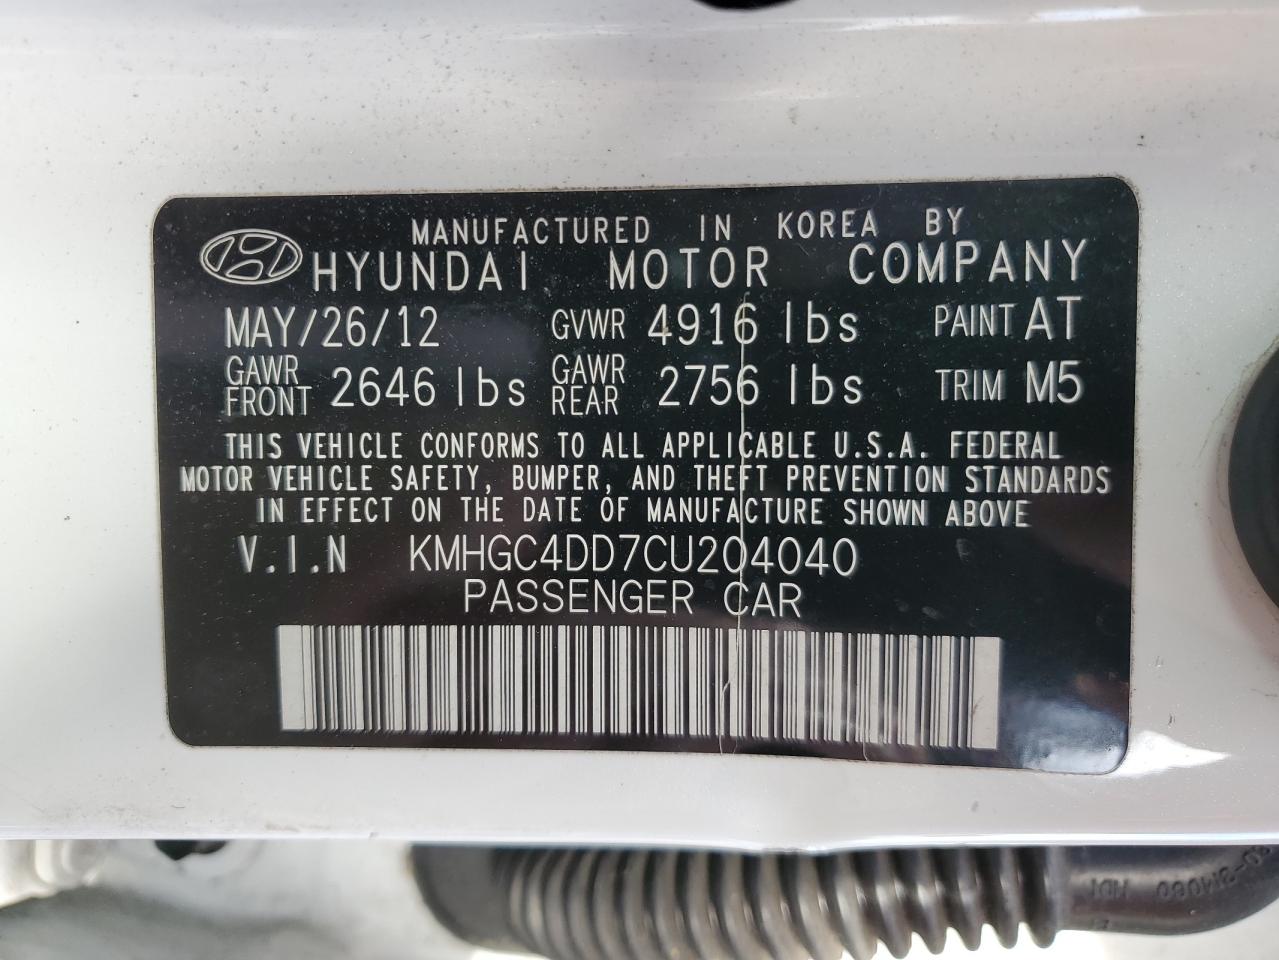 MANUFACTURED IN KOREA BY
HYUNDAI MOTOR COMPANY
MAY/26/12 GVWR 4916 lbs PAINT AT
GAWR FRONT 2646 lbs GAWR REAR 2756 lbs TRIM M5
THIS VEHICLE CONFORMS TO ALL APPLICABLE U.S.A. FEDERAL
MOTOR VEHICLE SAFETY, BUMPER, AND THEFT PREVENTION STANDARDS
IN EFFECT ON THE DATE OF MANUFACTURE SHOWN ABOVE
V.I.N KMHGC4DD7CU204040
PASSENGER CAR